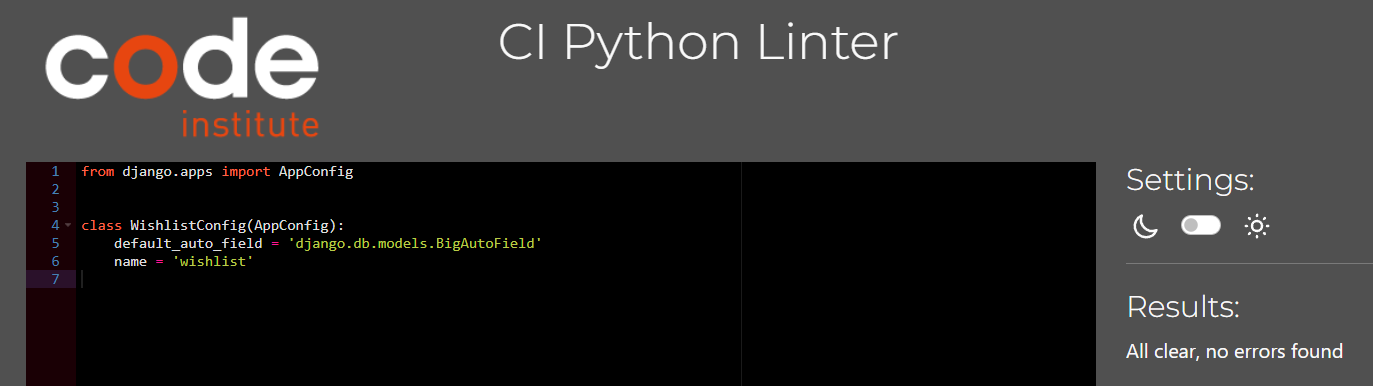 code
institute
CI Python Linter
1 from django.apps import AppConfig
2
3
4 class WishlistConfig(AppConfig):
5     default_auto_field = 'django.db.models.BigAutoField'
6     name = 'wishlist'
7
Settings:
Results:
All clear, no errors found